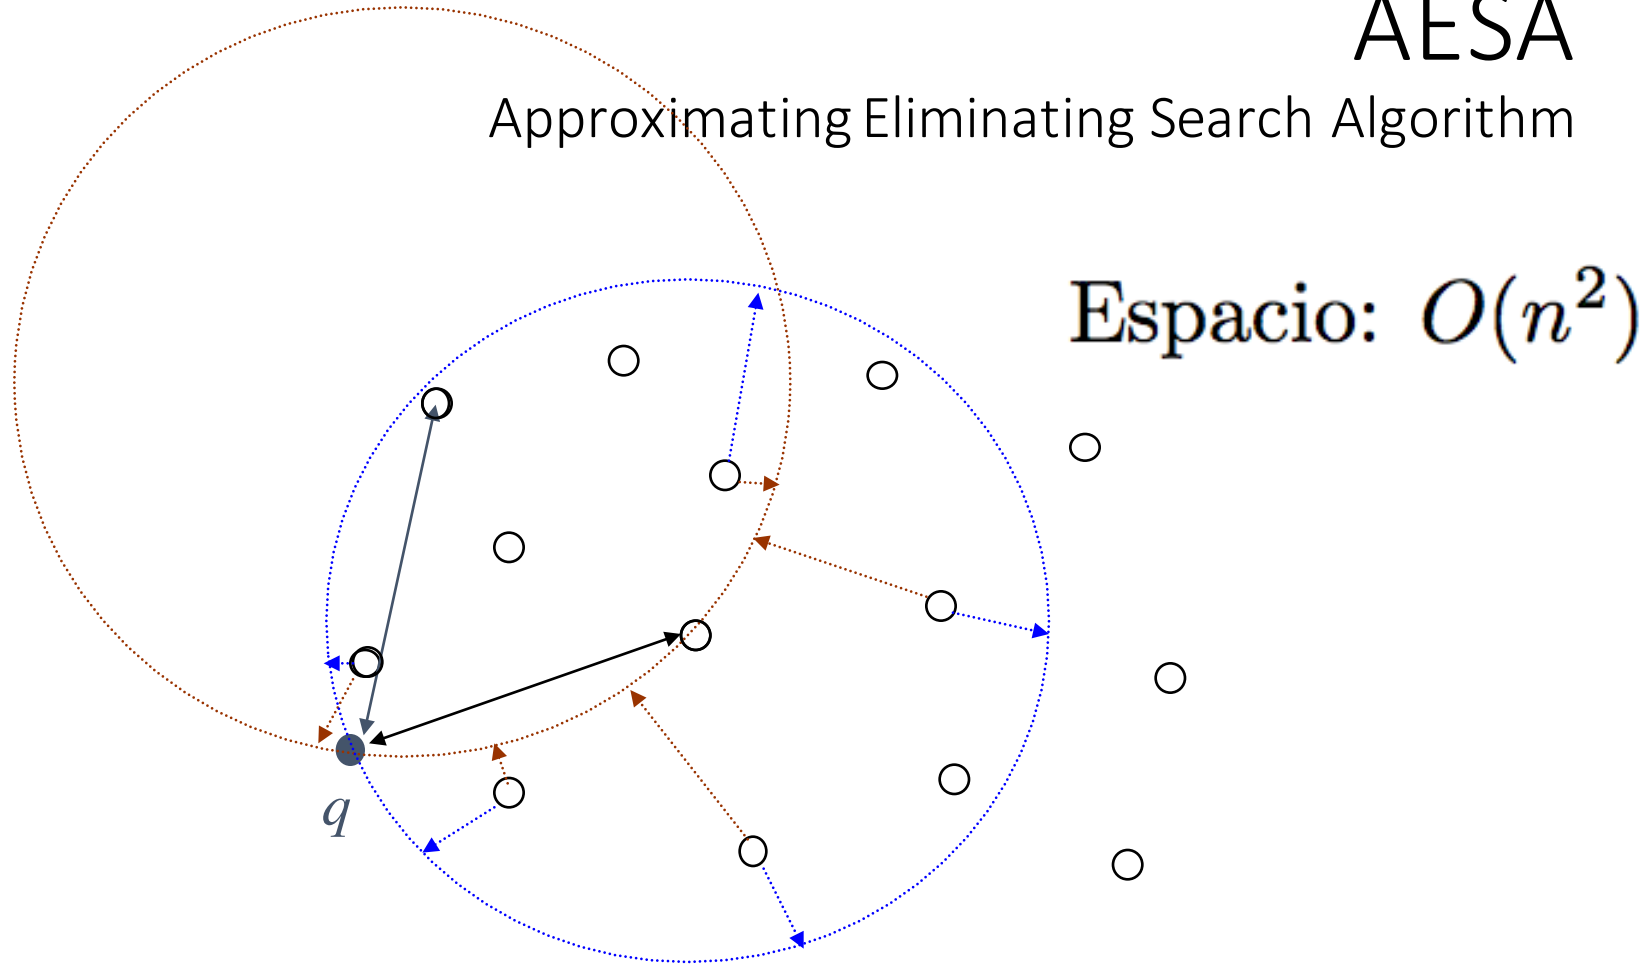 AESA
Approximating Eliminating Search Algorithm
Espacio: O(n²)
q